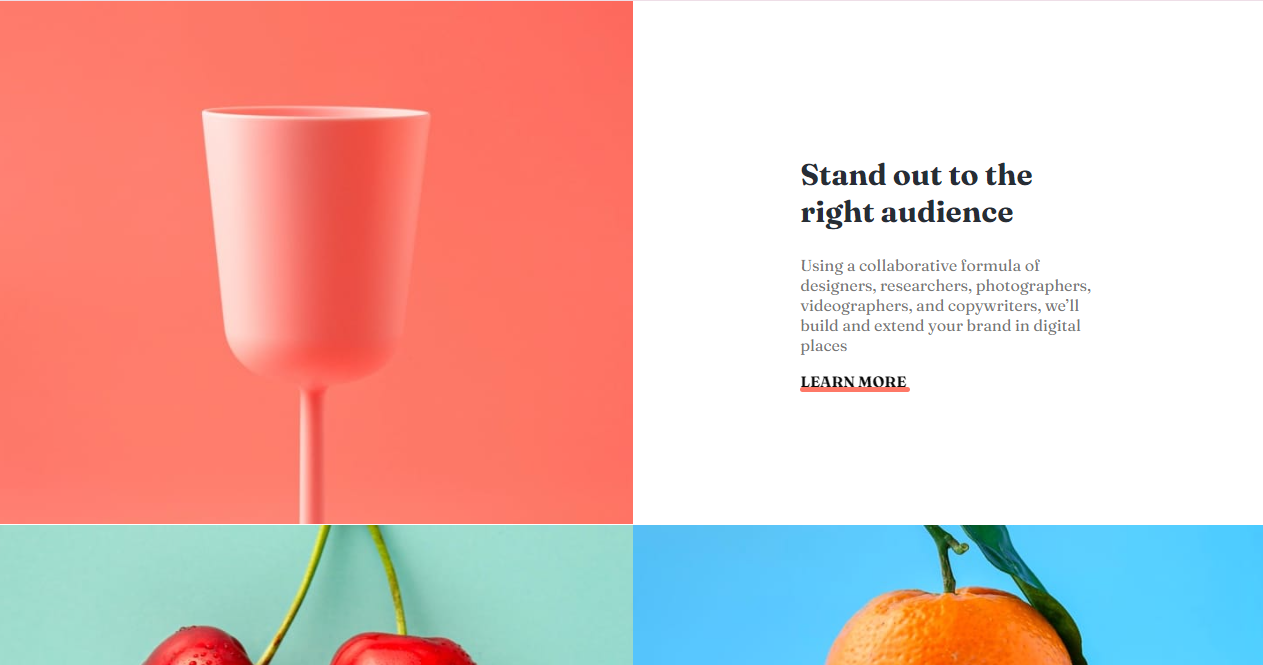 Stand out to the
right audience
Using a collaborative formula of
designers, researchers, photographers,
videographers, and copywriters, we’ll
build and extend your brand in digital
places
LEARN MORE